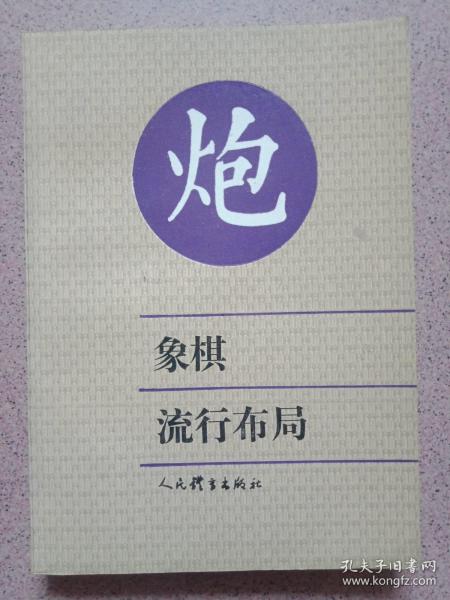 炮
象棋
流行布局
人民体育出版社
孔夫子旧书网
www.kongfz.com